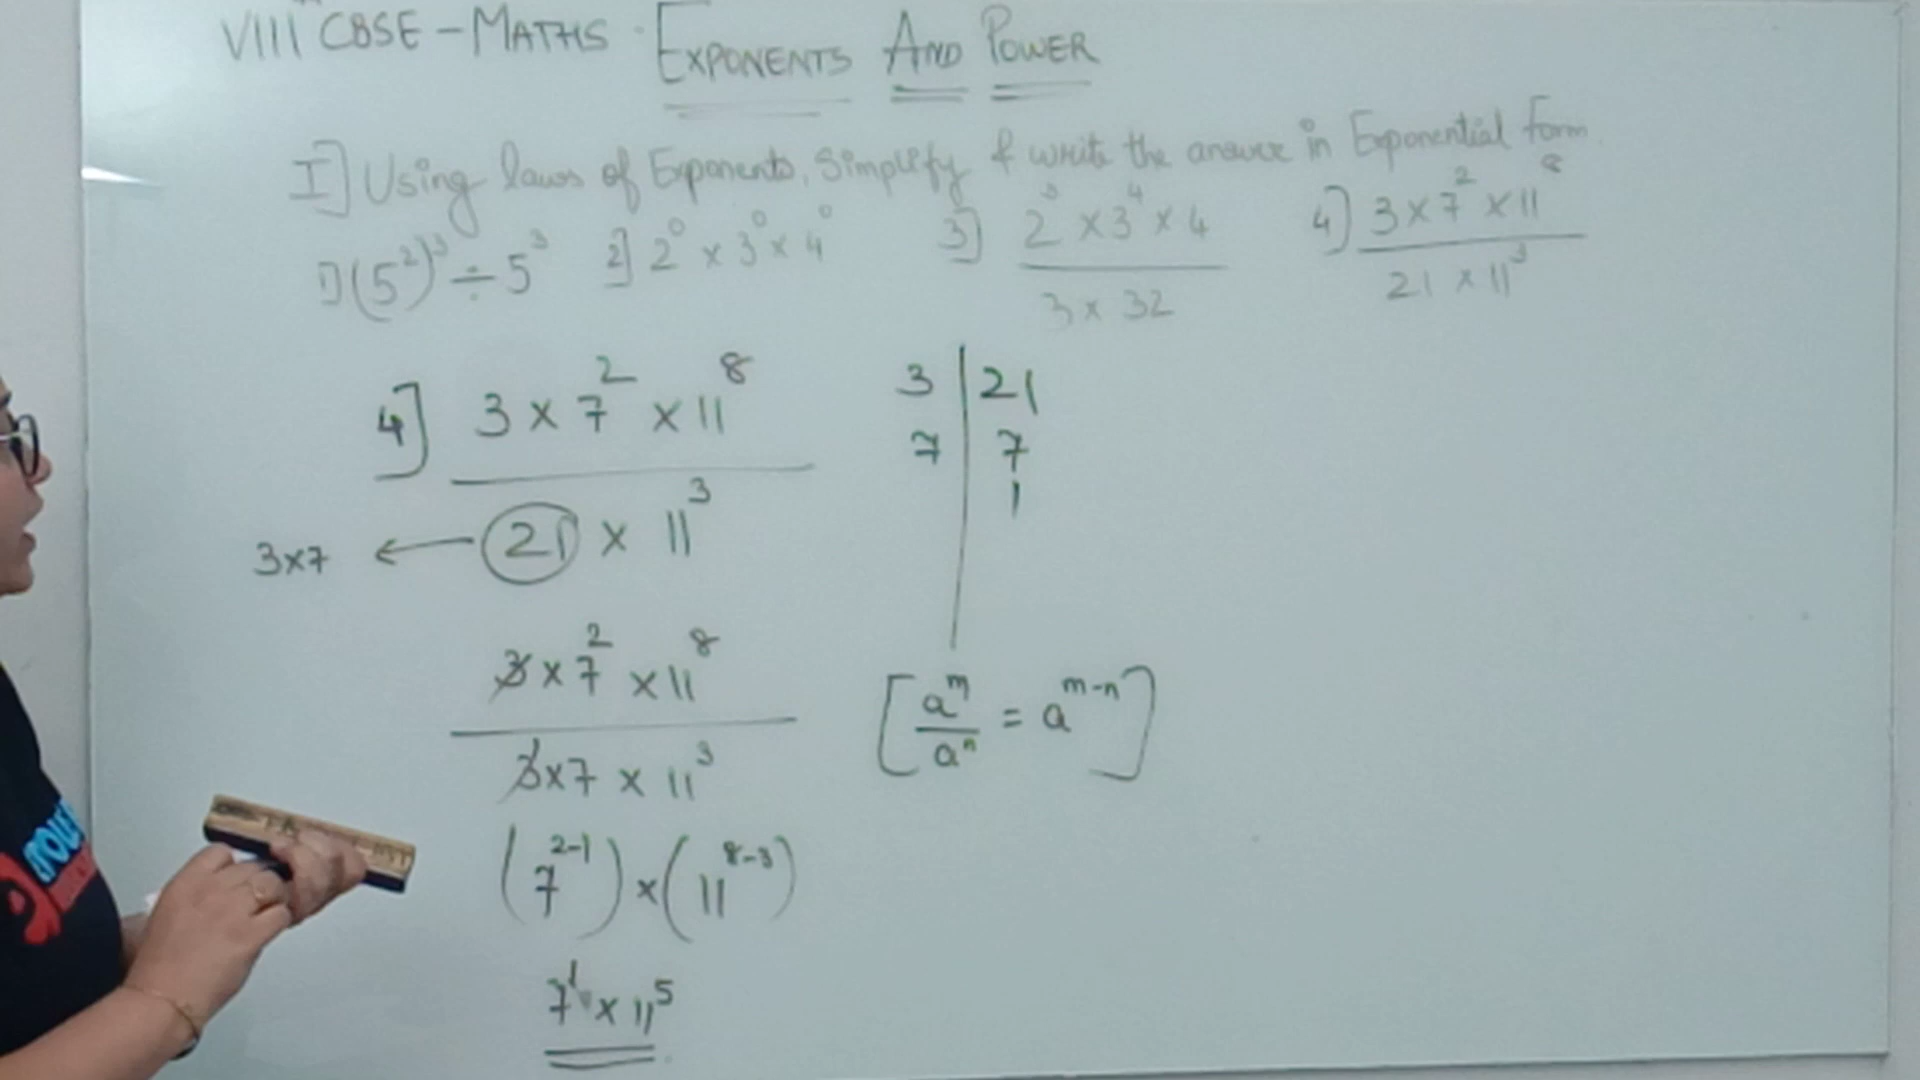 VIII CBSE - MATHS. EXPONENTS AND POWER
I] Using laws of Exponents, Simplify & write the answer in Exponential form.
1) (5²)³ ÷ 5³ 2] 2⁰ × 3⁰ × 4⁰ 3] 2³ × 3⁴ × 4 4] 3 × 7² × 11⁸
3 × 32 21 × 11³
4] 3 × 7² × 11⁸
21 × 11³
3×7 ←
3 | 21
7 | 7
1
3 × 7² × 11⁸
3×7 × 11³
[aᵐ/aⁿ = aᵐ⁻ⁿ]
(7²⁻¹) × (11⁸⁻³)
7¹ × 11⁵